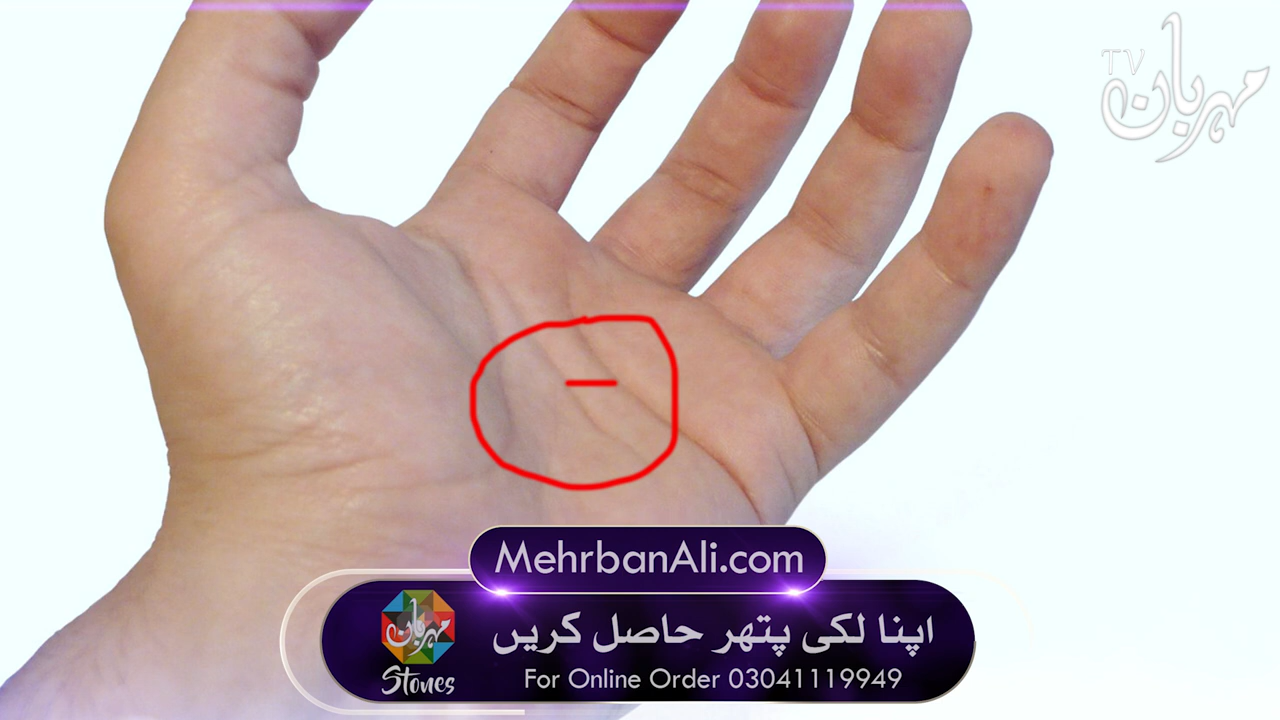 TV
مہربان
MehrbanAli.com
اپنا لکی پتھر حاصل کریں
For Online Order 03041119949
مہربان
Stones